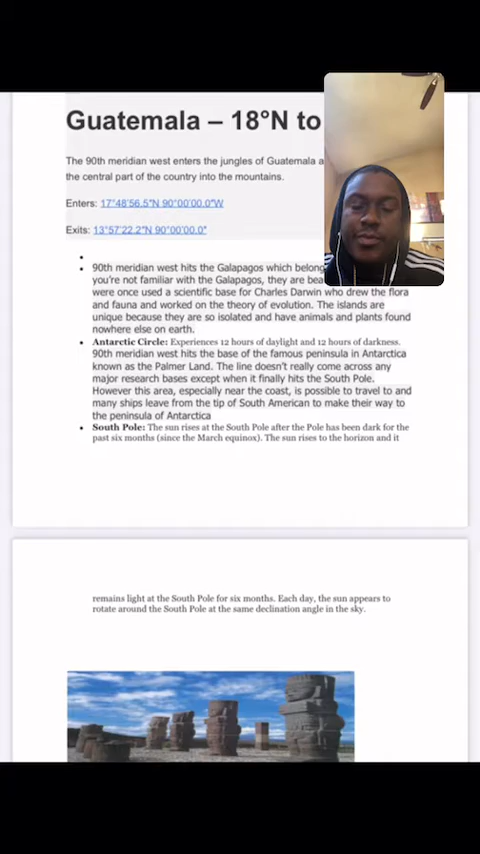 Guatemala – 18°N to
The 90th meridian west enters the jungles of Guatemala a
the central part of the country into the mountains.
Enters: 17°48'56.5"N 90°00'00.0"W
Exits: 13°57'22.2"N 90°00'00.0"
•
• 90th meridian west hits the Galapagos which belong
you're not familiar with the Galapagos, they are bea
were once used a scientific base for Charles Darwin who drew the flora
and fauna and worked on the theory of evolution. The islands are
unique because they are so isolated and have animals and plants found
nowhere else on earth.
• Antarctic Circle: Experiences 12 hours of daylight and 12 hours of darkness.
90th meridian west hits the base of the famous peninsula in Antarctica
known as the Palmer Land. The line doesn't really come across any
major research bases except when it finally hits the South Pole.
However this area, especially near the coast, is possible to travel to and
many ships leave from the tip of South American to make their way to
the peninsula of Antarctica
• South Pole: The sun rises at the South Pole after the Pole has been dark for the
past six months (since the March equinox). The sun rises to the horizon and it
remains light at the South Pole for six months. Each day, the sun appears to
rotate around the South Pole at the same declination angle in the sky.